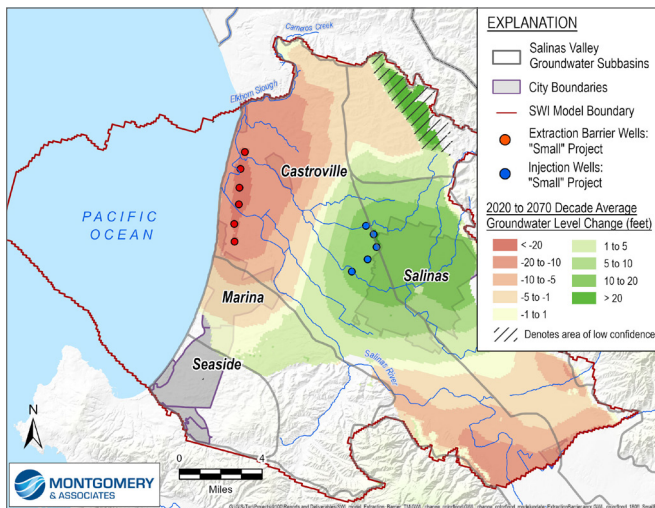 Carneros Creek
Elkhorn Slough
Castroville
PACIFIC
OCEAN
Salinas
Marina
Seaside
Salinas River
N
0
4
Miles
MONTGOMERY
& ASSOCIATES
EXPLANATION
Salinas Valley
Groundwater Subbasins
City Boundaries
SWI Model Boundary
Extraction Barrier Wells:
"Small" Project
Injection Wells:
"Small" Project
2020 to 2070 Decade Average
Groundwater Level Change (feet)
< -20
-20 to -10
-10 to -5
-5 to -1
-1 to 1
1 to 5
5 to 10
10 to 20
> 20
Denotes area of low confidence